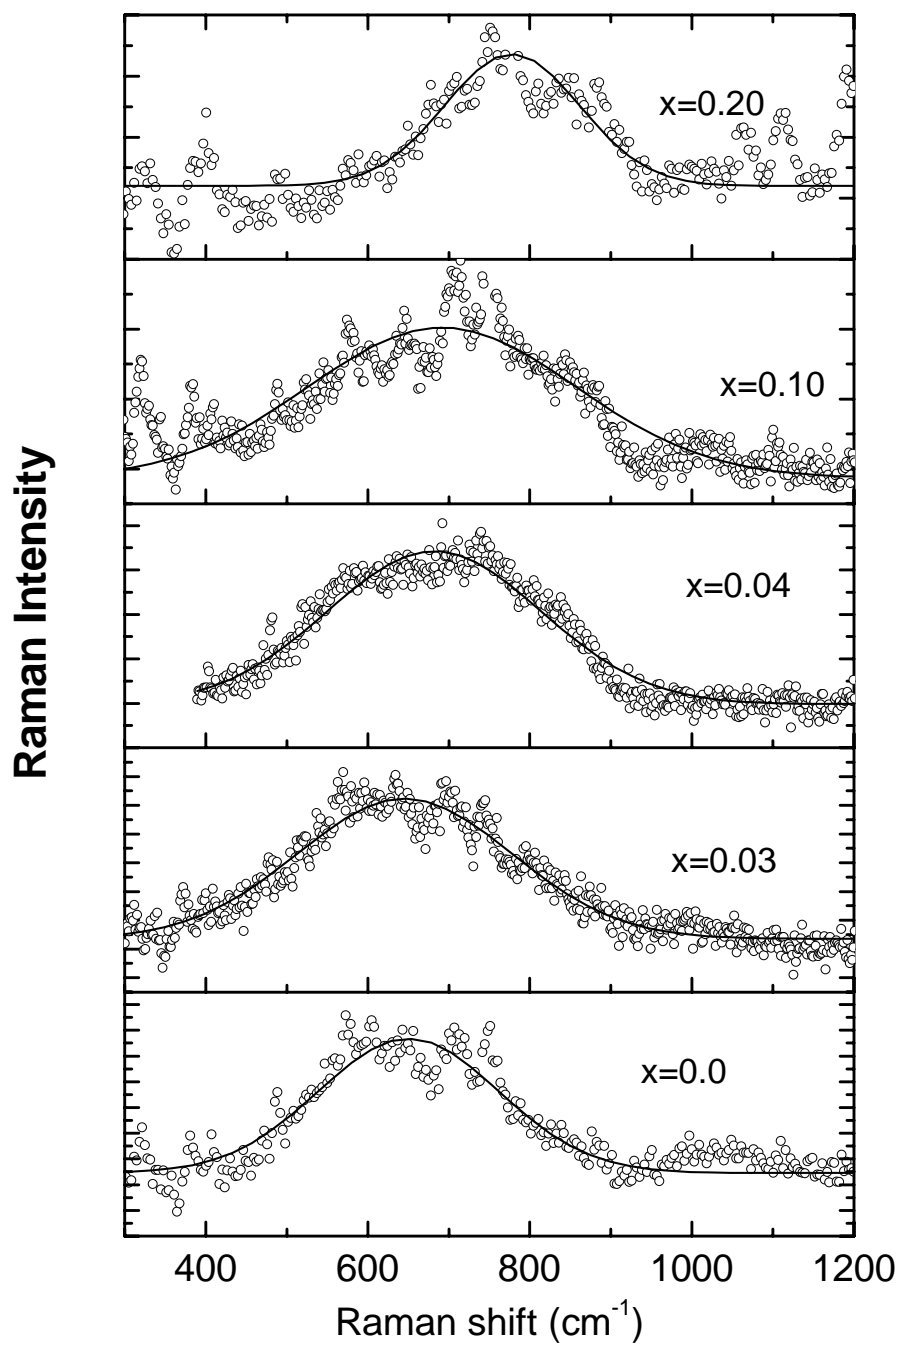 x=0.20
x=0.10
x=0.04
x=0.03
x=0.0
Raman Intensity
400 600 800 1000 1200
Raman shift (cm⁻¹)